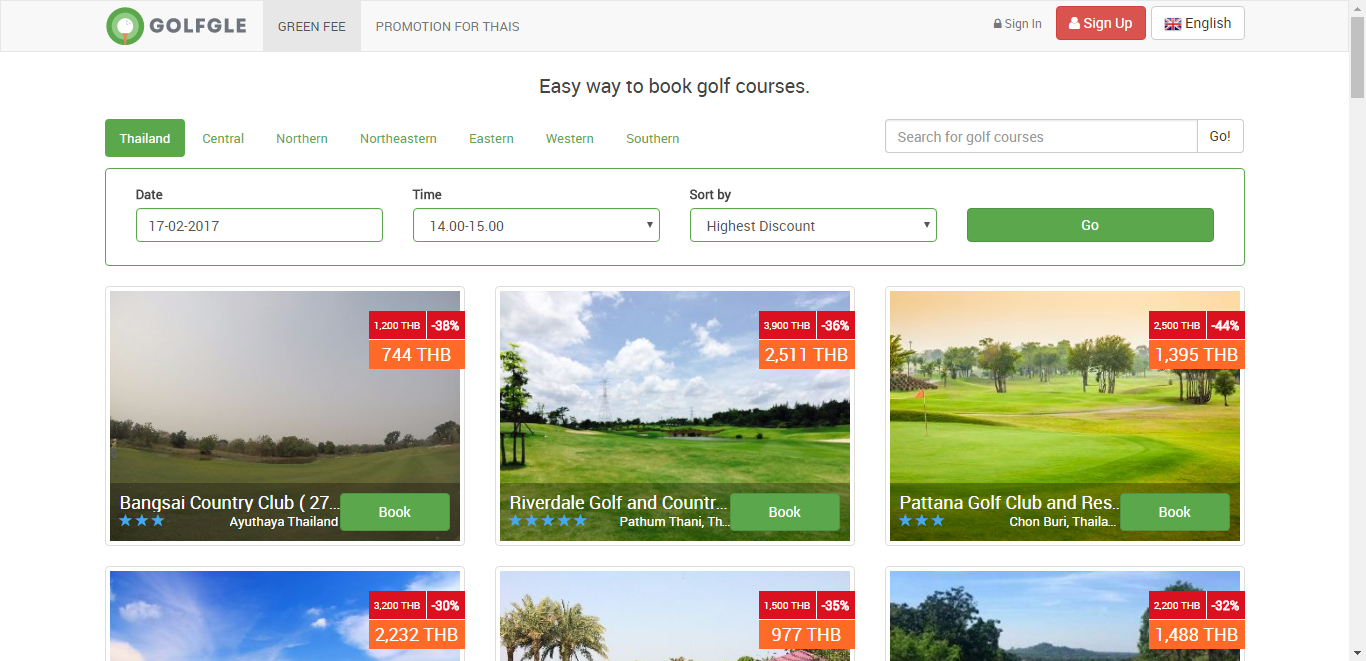 GOLFGLE
GREEN FEE
PROMOTION FOR THAIS
Sign In
Sign Up
English
Easy way to book golf courses.
Thailand
Central
Northern
Northeastern
Eastern
Western
Southern
Search for golf courses
Go!
Date
Time
Sort by
17-02-2017
14.00-15.00
Highest Discount
Go
1,200 THB -38%
744 THB
Bangsai Country Club ( 27...
Ayuthaya Thailand
Book
3,900 THB -36%
2,511 THB
Riverdale Golf and Countr...
Pathum Thani, Th...
Book
2,500 THB -44%
1,395 THB
Pattana Golf Club and Res...
Chon Buri, Thaila...
Book
3,200 THB -30%
2,232 THB
1,500 THB -35%
977 THB
2,200 THB -32%
1,488 THB